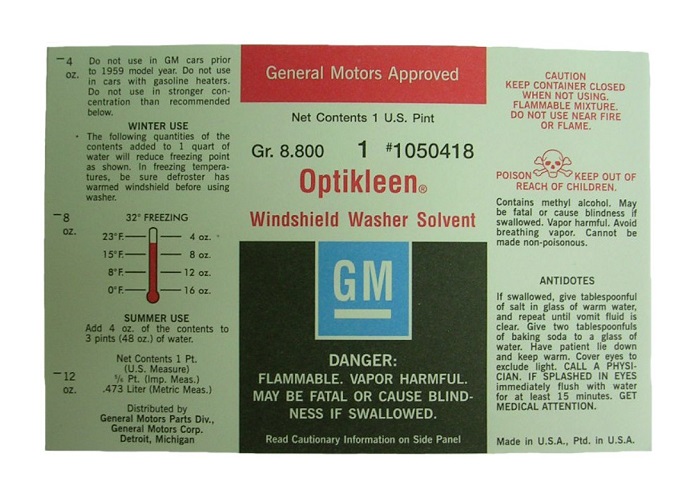 4
oz.
Do not use in GM cars prior
to 1959 model year. Do not use
in cars with gasoline heaters.
Do not use in stronger con-
centration than recommended
below.
WINTER USE
The following quantities of the
contents added to 1 quart of
water will reduce freezing point
as shown. In freezing tempera-
tures, be sure defroster has
warmed windshield before using
washer.
8
oz.
32° FREEZING
23°F. 4 oz.
15°F. 8 oz.
8°F. 12 oz.
0°F. 16 oz.
SUMMER USE
Add 4 oz. of the contents to
3 pints (48 oz.) of water.
12
oz.
Net Contents 1 Pt.
(U.S. Measure)
Pt. (Imp. Meas.)
.473 Liter (Metric Meas.)
Distributed by
General Motors Parts Div.,
General Motors Corp.
Detroit, Michigan
General Motors Approved
Net Contents 1 U.S. Pint
Gr. 8.800 1 #1050418
Optikleen®
Windshield Washer Solvent
GM
DANGER:
FLAMMABLE. VAPOR HARMFUL.
MAY BE FATAL OR CAUSE BLIND-
NESS IF SWALLOWED.
Read Cautionary Information on Side Panel
CAUTION
KEEP CONTAINER CLOSED
WHEN NOT USING.
FLAMMABLE MIXTURE.
DO NOT USE NEAR FIRE
OR FLAME.
POISON KEEP OUT OF
REACH OF CHILDREN.
Contains methyl alcohol. May
be fatal or cause blindness if
swallowed. Vapor harmful. Avoid
breathing vapor. Cannot be
made non-poisonous.
ANTIDOTES
If swallowed, give tablespoonful
of salt in glass of warm water,
and repeat until vomit fluid is
clear. Give two tablespoonfuls
of baking soda to a glass of
water. Have patient lie down
and keep warm. Cover eyes to
exclude light. CALL A PHYSI-
CIAN. IF SPLASHED IN EYES
immediately flush with water
for at least 15 minutes. GET
MEDICAL ATTENTION.
Made in U.S.A., Ptd. in U.S.A.